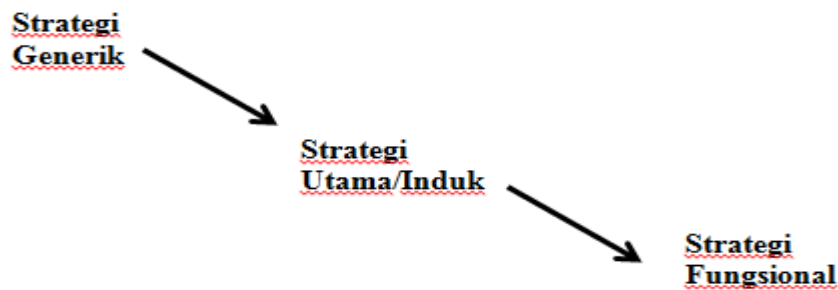 Strategi
Generik
Strategi
Utama/Induk
Strategi
Fungsional